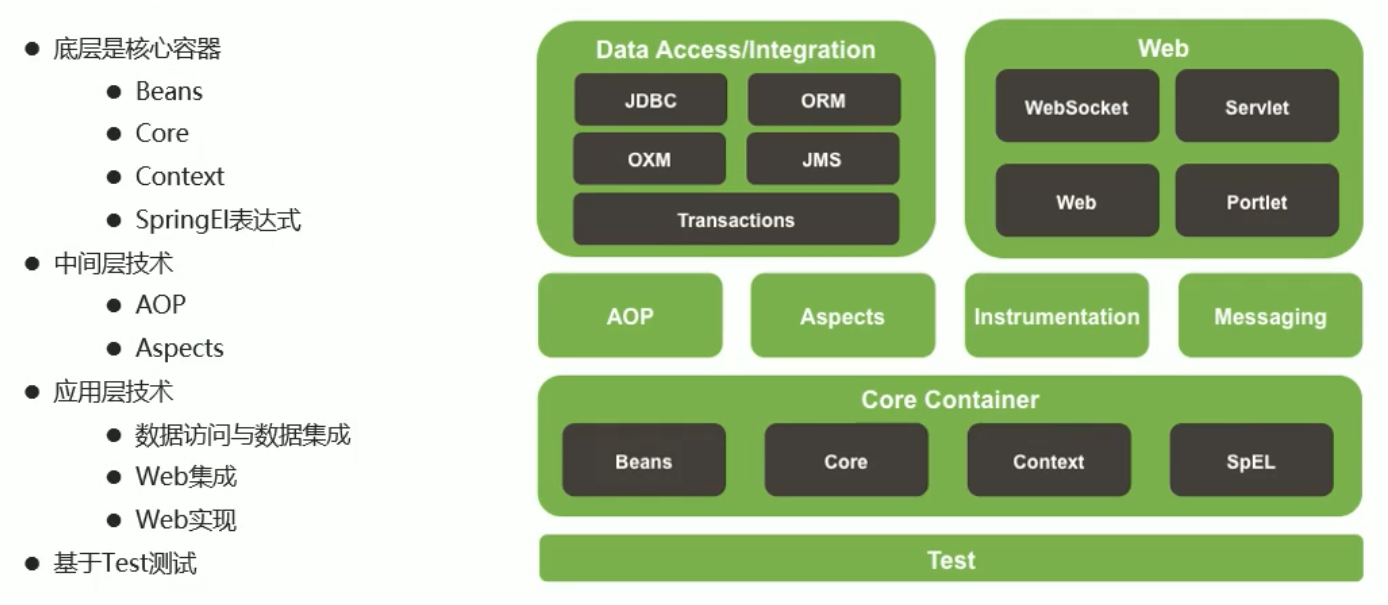 底层是核心容器
Beans
Core
Context
SpringEl表达式
中间层技术
AOP
Aspects
应用层技术
数据访问与数据集成
Web集成
Web实现
基于Test测试
Data Access/Integration
JDBC
ORM
OXM
JMS
Transactions
Web
WebSocket
Servlet
Web
Portlet
AOP
Aspects
Instrumentation
Messaging
Core Container
Beans
Core
Context
SpEL
Test